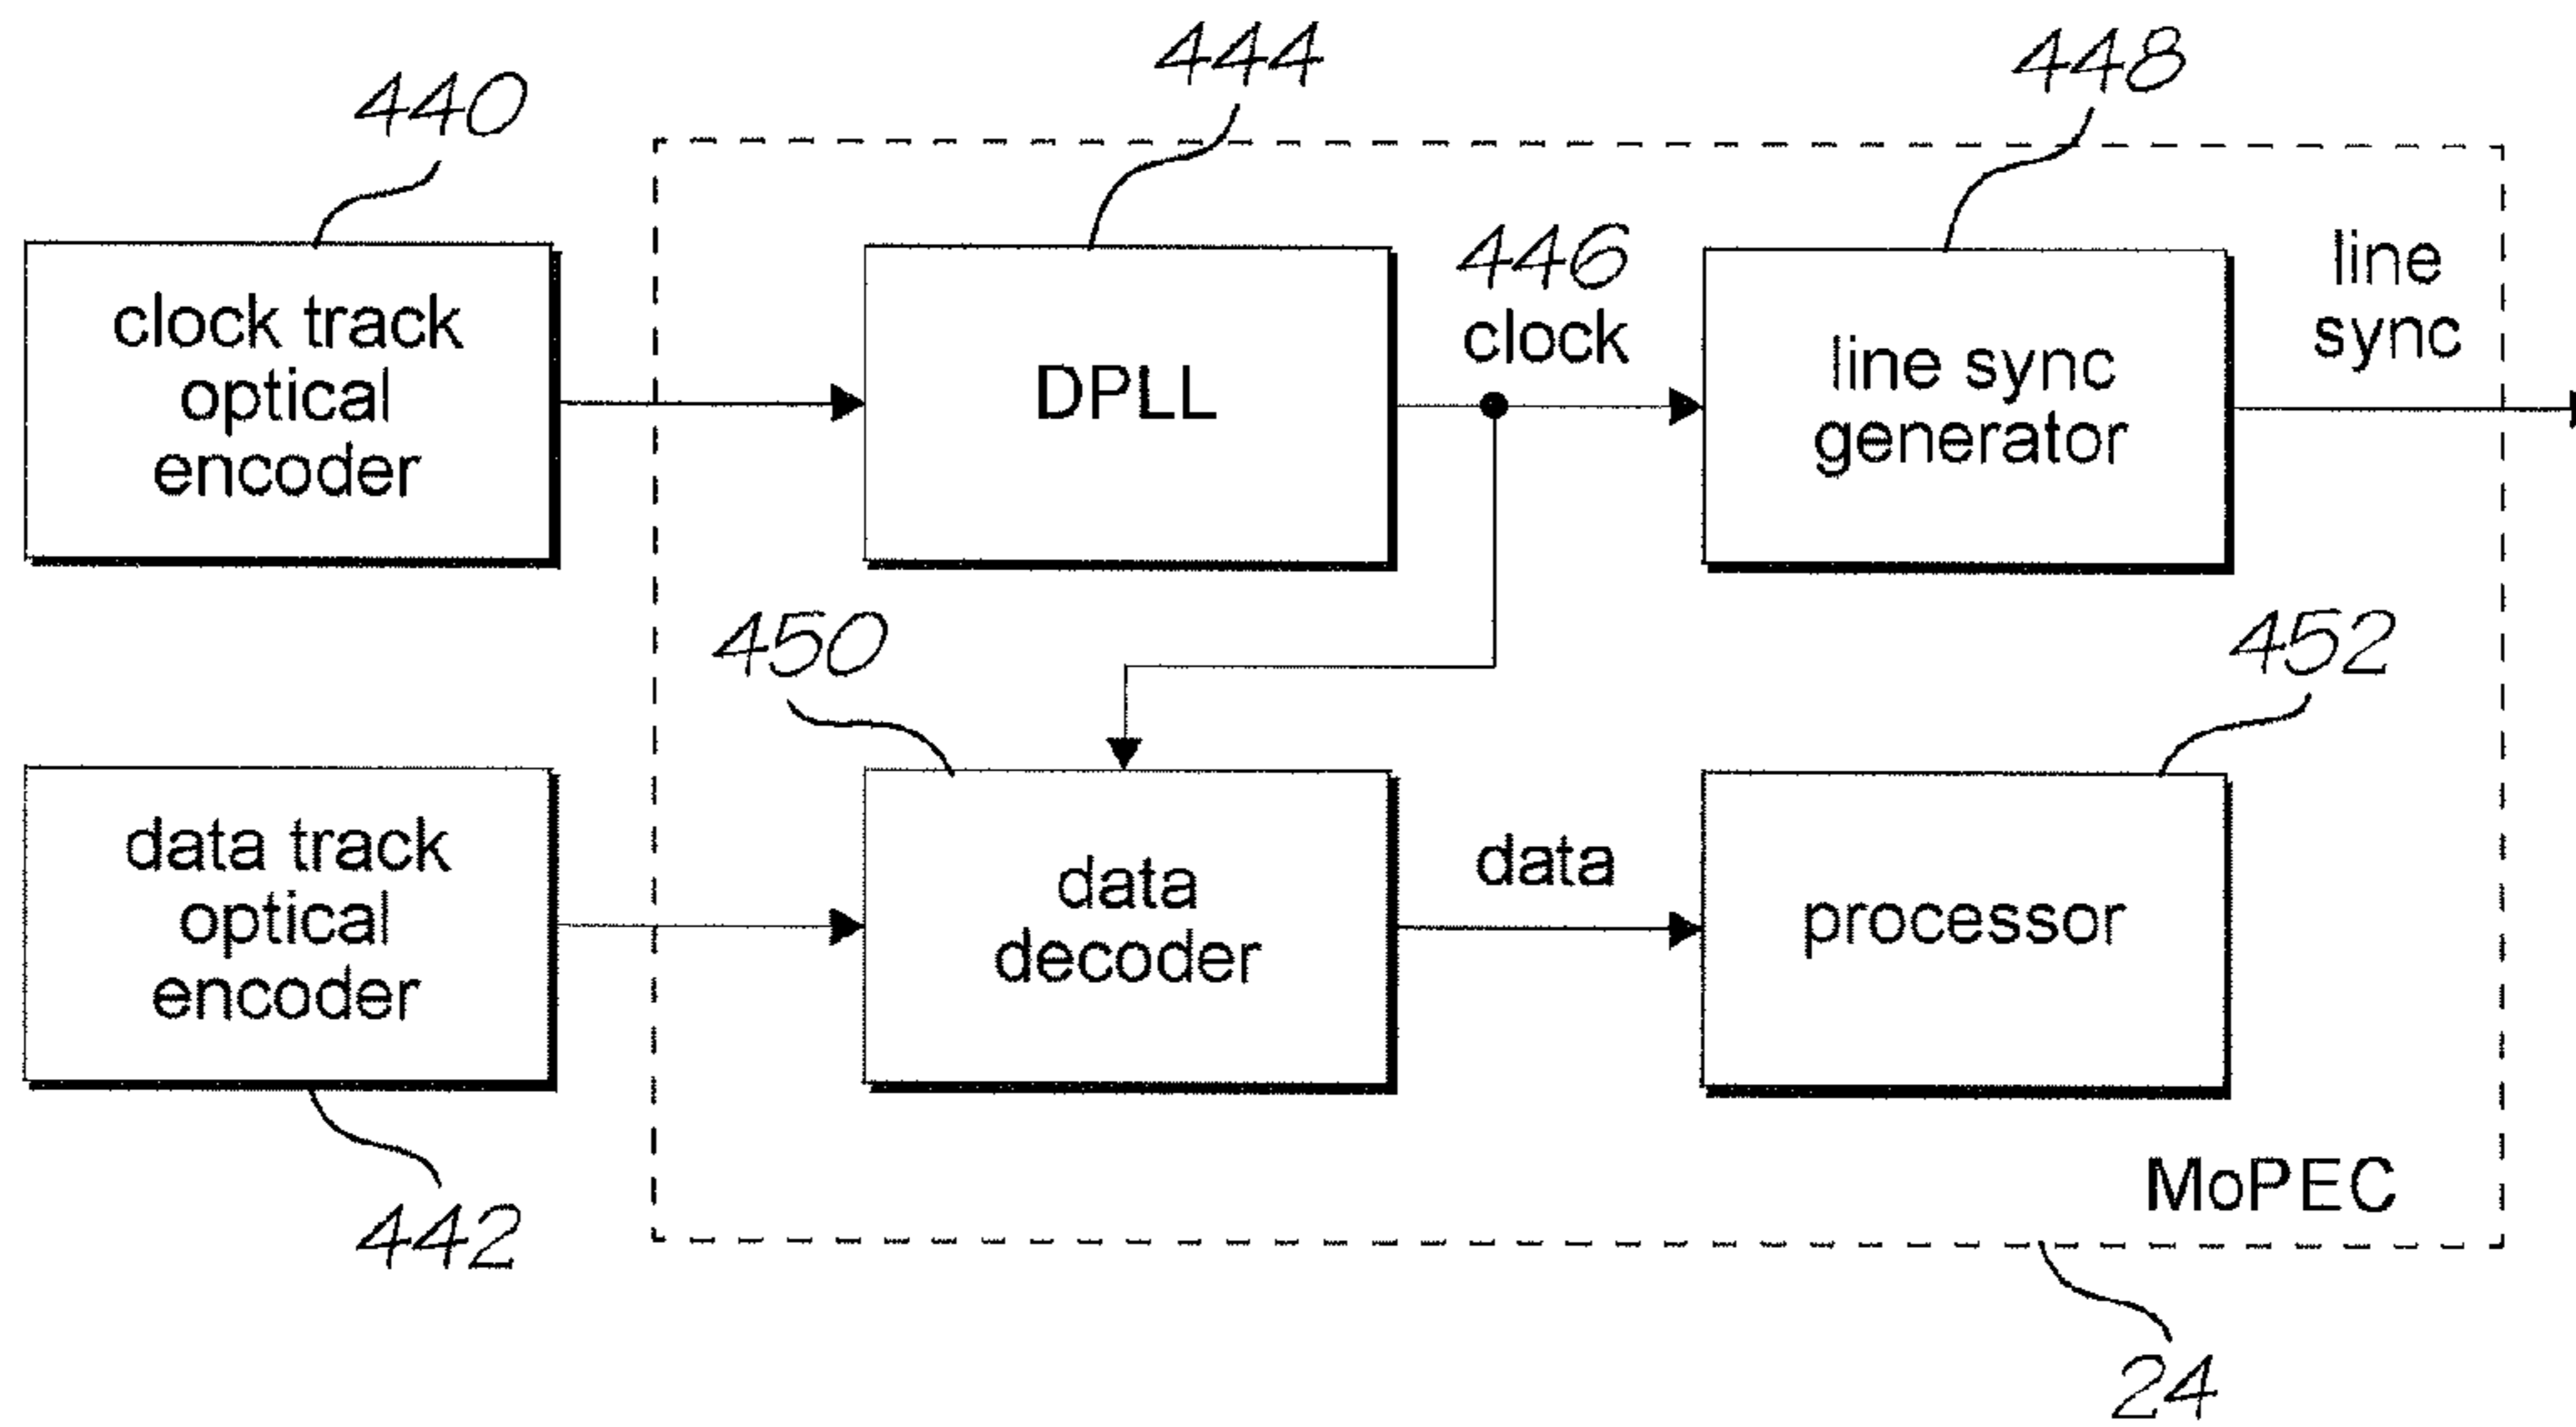 444
448
440
446
clock
line
sync
clock track
optical
encoder
DPLL
line sync
generator
450
452
data track
optical
encoder
data
decoder
data
processor
MoPEC
442
24